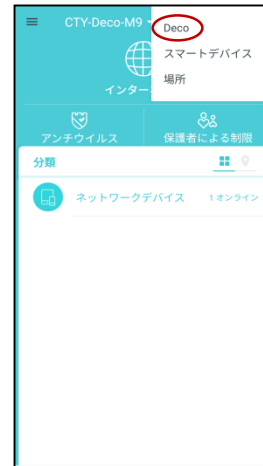 CTY-Deco-M9
Deco
スマートデバイス
場所
インター
アンチウイルス
保護者による制限
分類
ネットワークデバイス
1 オンライン